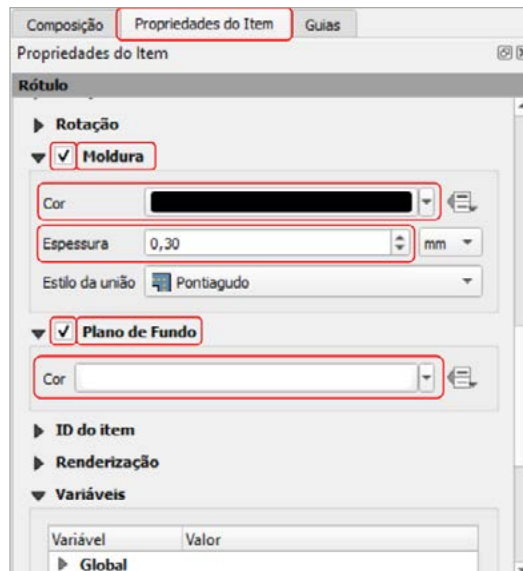 Composição Propriedades do Item Guias
Propriedades do Item
Rótulo
Rotação
Moldura
Cor
Espessura 0,30 mm
Estilo da união Pontiagudo
Plano de Fundo
Cor
ID do item
Renderização
Variáveis
Variável Valor
Global